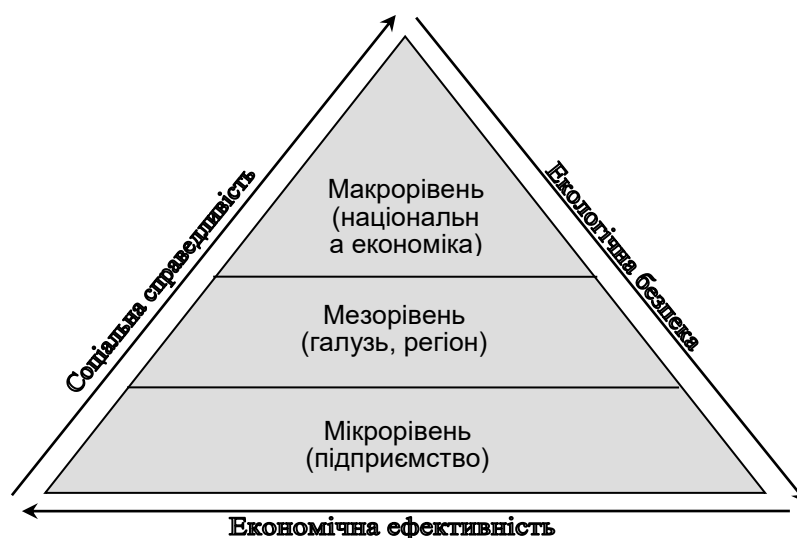 Соціальна справедливість
Екологічна безпека
Макрорівень
(національн
а економіка)
Мезорівень
(галузь, регіон)
Мікрорівень
(підприємство)
Економічна ефективність